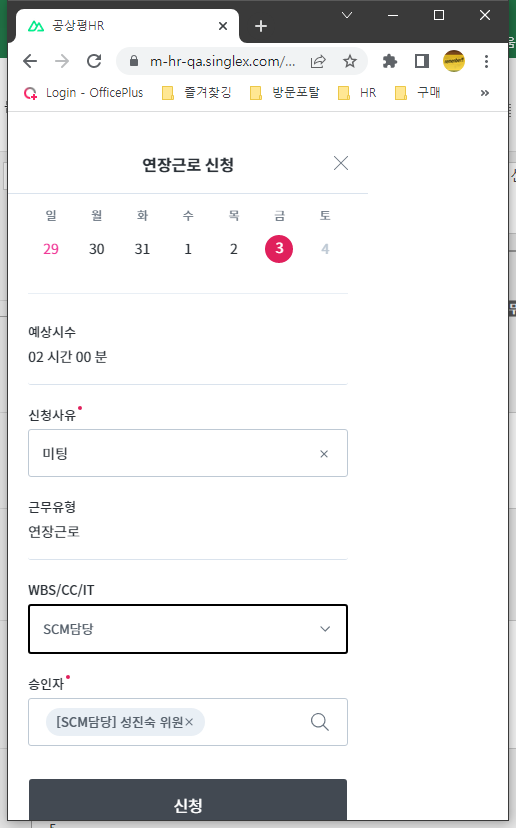 공상평HR
m-hr-qa.singlex.com/...
Login - OfficePlus 즐겨찾깅 방문포탈 HR 구매 »
연장근로 신청
일 월 화 수 목 금 토
29 30 31 1 2 3 4
예상시수
02 시간 00 분
신청사유
미팅
근무유형
연장근로
WBS/CC/IT
SCM담당
승인자
[SCM담당] 성진숙 위원×
신청